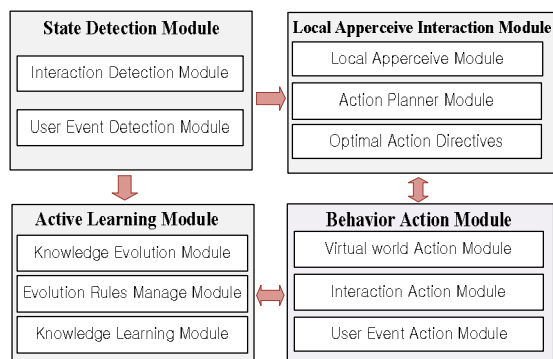 State Detection Module
Interaction Detection Module
User Event Detection Module
Local Apperceive Interaction Module
Local Apperceive Module
Action Planner Module
Optimal Action Directives
Active Learning Module
Knowledge Evolution Module
Evolution Rules Manage Module
Knowledge Learning Module
Behavior Action Module
Virtual world Action Module
Interaction Action Module
User Event Action Module